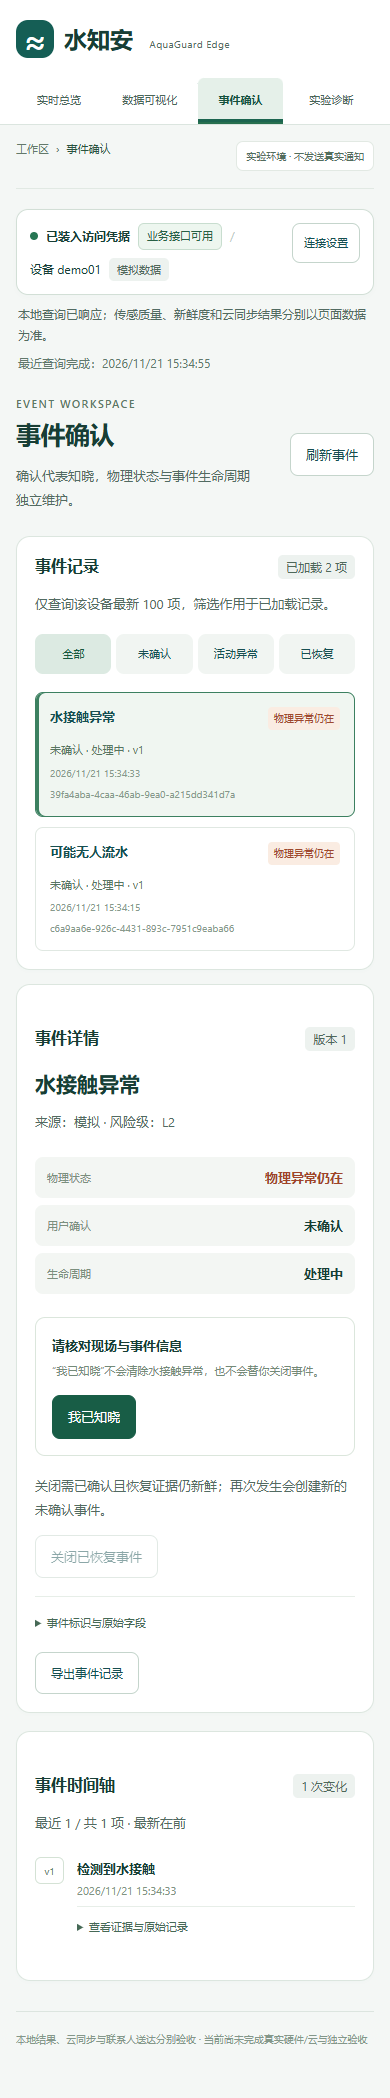 水知安 AquaGuard Edge
实时总览 数据可视化 事件确认 实验诊断
工作区 › 事件确认 实验环境 · 不发送真实通知
已装入访问凭据 业务接口可用 / 连接设置
设备 demo01 模拟数据
本地查询已响应；传感质量、新鲜度和云同步结果分别以页面数据
为准。
最近查询完成：2026/11/21 15:34:55
EVENT WORKSPACE
事件确认
刷新事件
确认代表知晓，物理状态与事件生命周期
独立维护。
事件记录 已加载 2 项
仅查询该设备最新 100 项，筛选作用于已加载记录。
全部 未确认 活动异常 已恢复
水接触异常 物理异常仍在
未确认 · 处理中 · v1
2026/11/21 15:34:33
39fa4aba-4caa-46ab-9ea0-a215dd341d7a
可能无人流水 物理异常仍在
未确认 · 处理中 · v1
2026/11/21 15:34:15
c6a9aa6e-926c-4431-893c-7951c9eaba66
事件详情 版本 1
水接触异常
来源：模拟 · 风险级：L2
物理状态 物理异常仍在
用户确认 未确认
生命周期 处理中
请核对现场与事件信息
“我已知晓”不会清除水接触异常，也不会替你关闭事件。
我已知晓
关闭需已确认且恢复证据仍新鲜；再次发生会创建新的
未确认事件。
关闭已恢复事件
▶ 事件标识与原始字段
导出事件记录
事件时间轴 1 次变化
最近 1 / 共 1 项 · 最新在前
v1 检测到水接触
2026/11/21 15:34:33
▶ 查看证据与原始记录
本地结果、云同步与联系人送达分别验收 · 当前尚未完成真实硬件/云与独立验收